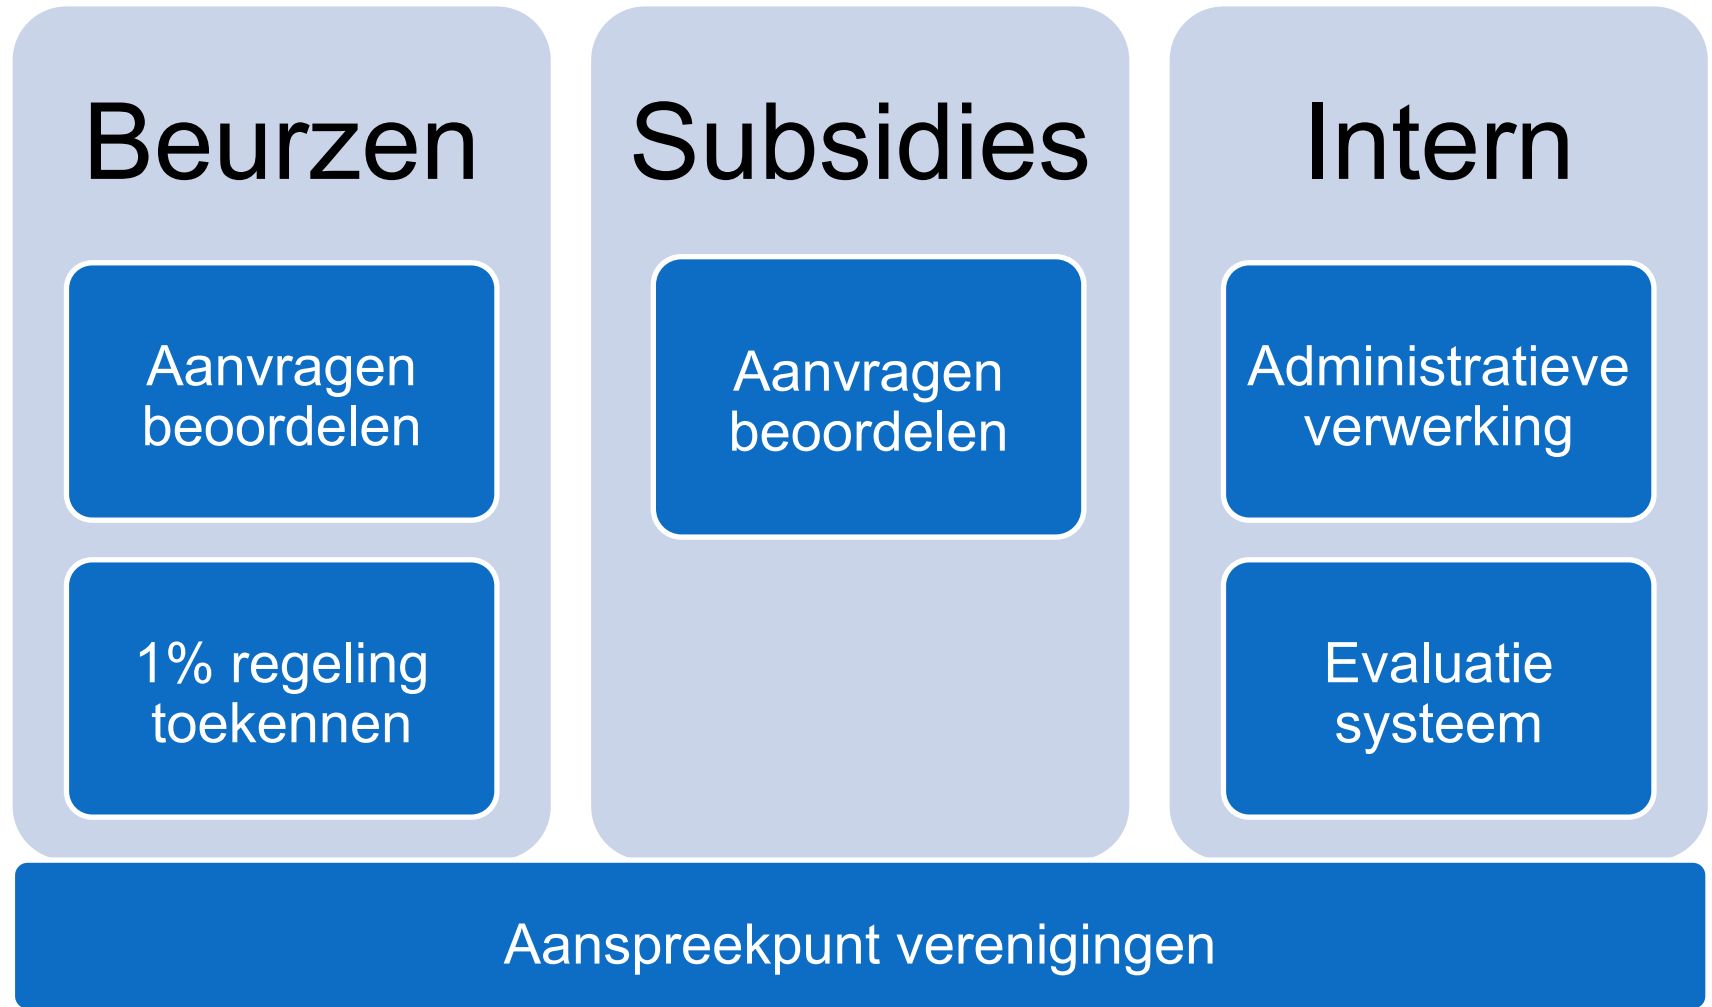 Beurzen
Aanvragen
beoordelen
1% regeling
toekennen
Subsidies
Aanvragen
beoordelen
Intern
Administratieve
verwerking
Evaluatie
systeem
Aanspreekpunt verenigingen